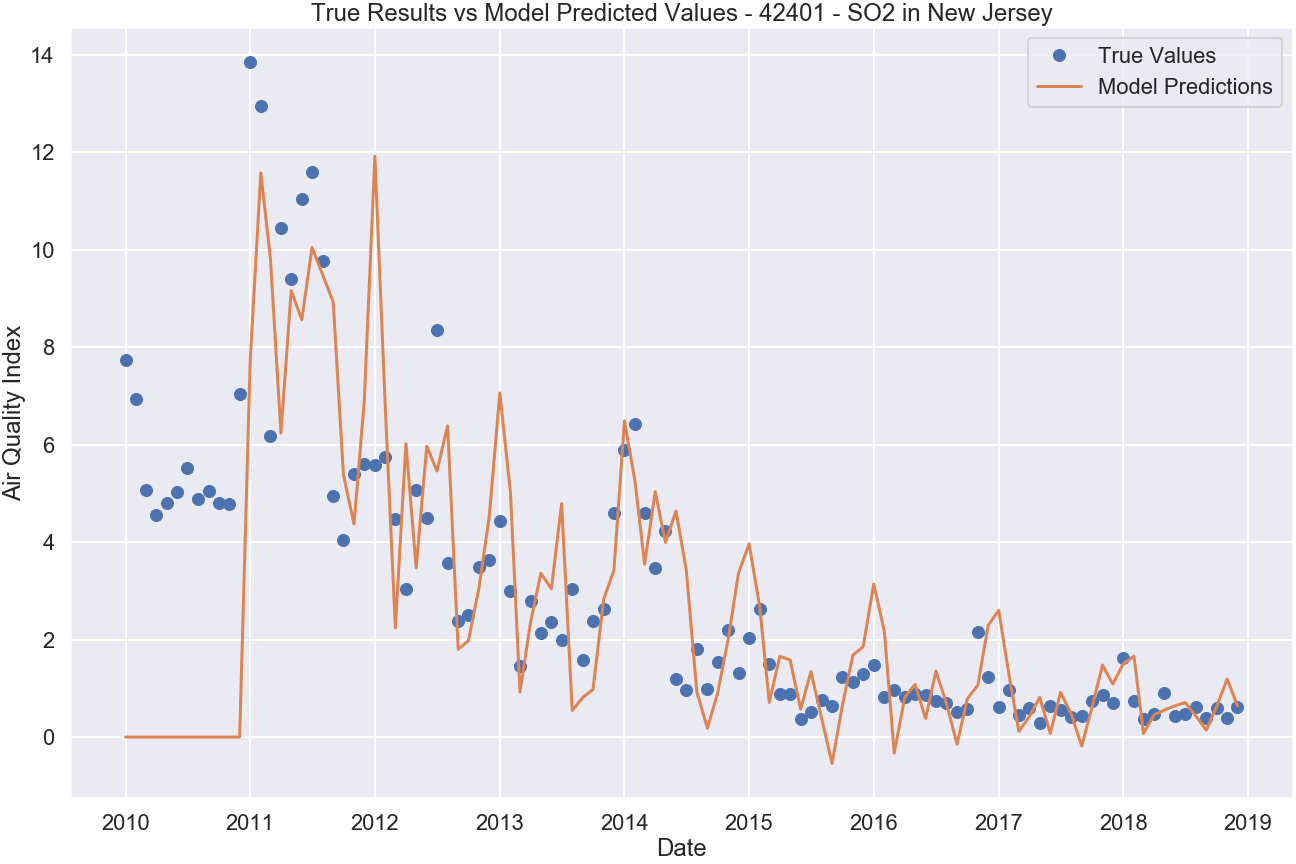 True Results vs Model Predicted Values - 42401 - SO2 in New Jersey
True Values
Model Predictions
Air Quality Index
14
12
10
8
6
4
2
0
2010 2011 2012 2013 2014 2015 2016 2017 2018 2019
Date